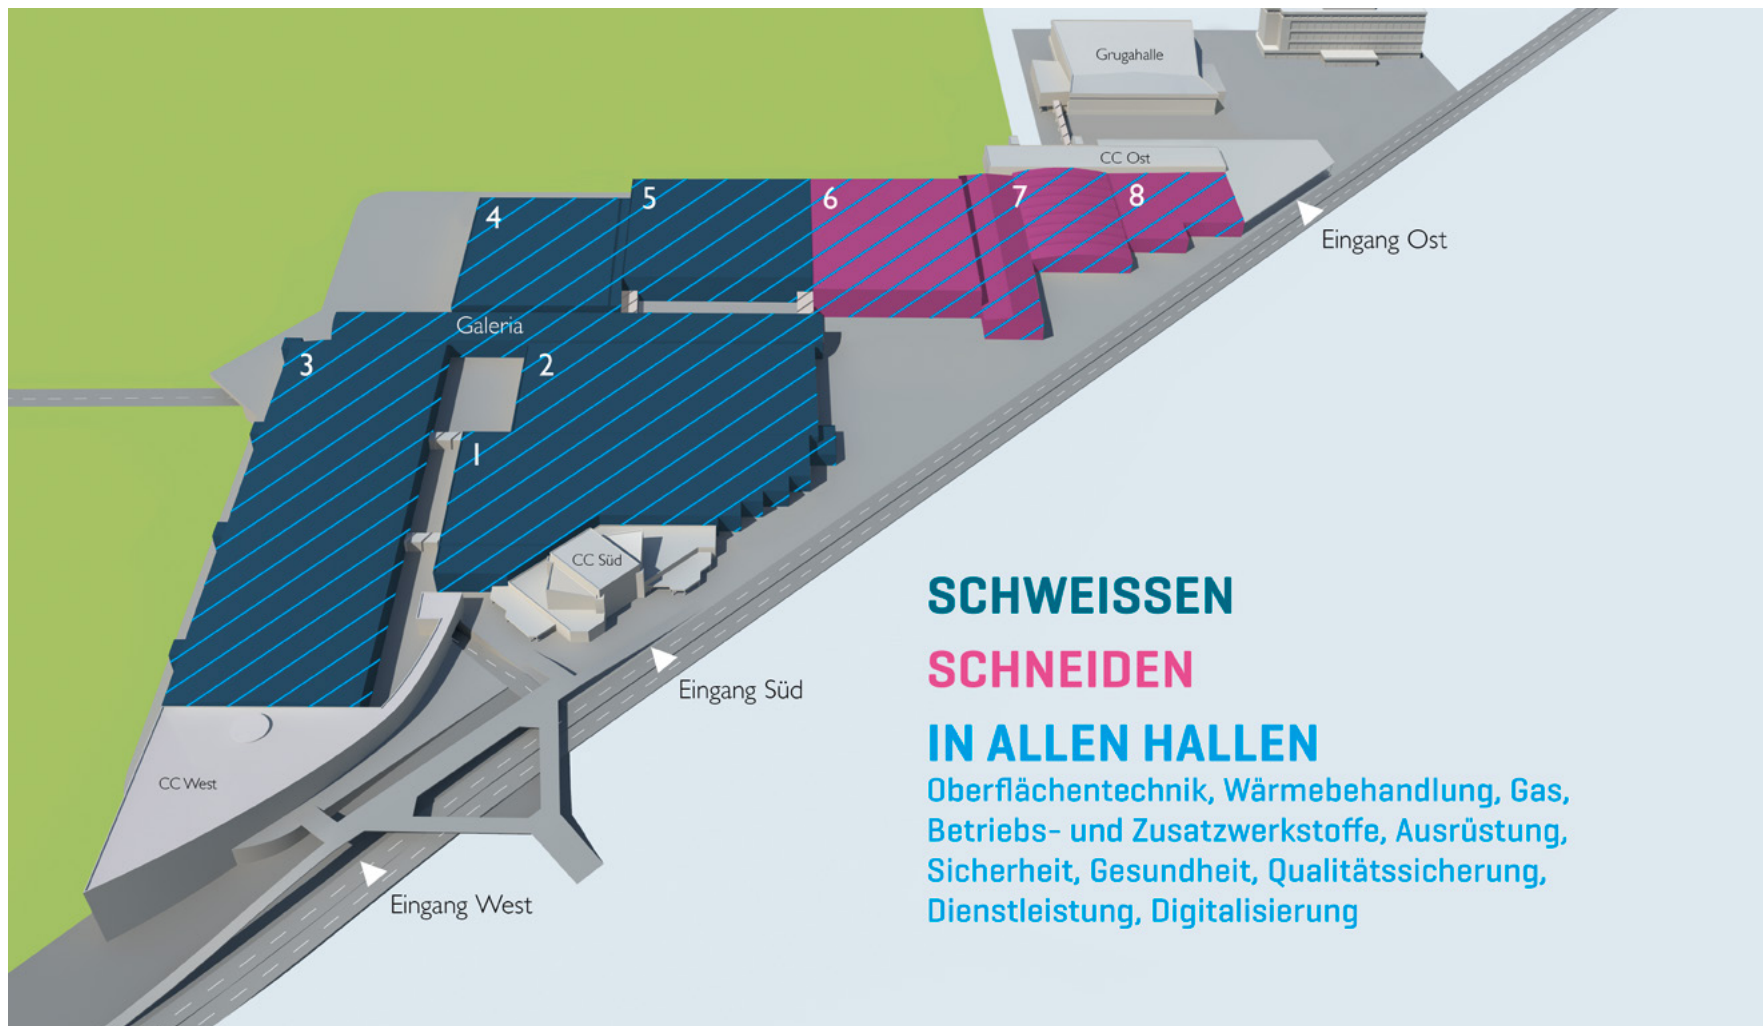 Grugahalle
CC Ost
4
5
6
7
8
Eingang Ost
Galeria
3
2
1
CC Süd
Eingang Süd
CC West
Eingang West
SCHWEISSEN
SCHNEIDEN
IN ALLEN HALLEN
Oberflächentechnik, Wärmebehandlung, Gas,
Betriebs- und Zusatzwerkstoffe, Ausrüstung,
Sicherheit, Gesundheit, Qualitätssicherung,
Dienstleistung, Digitalisierung